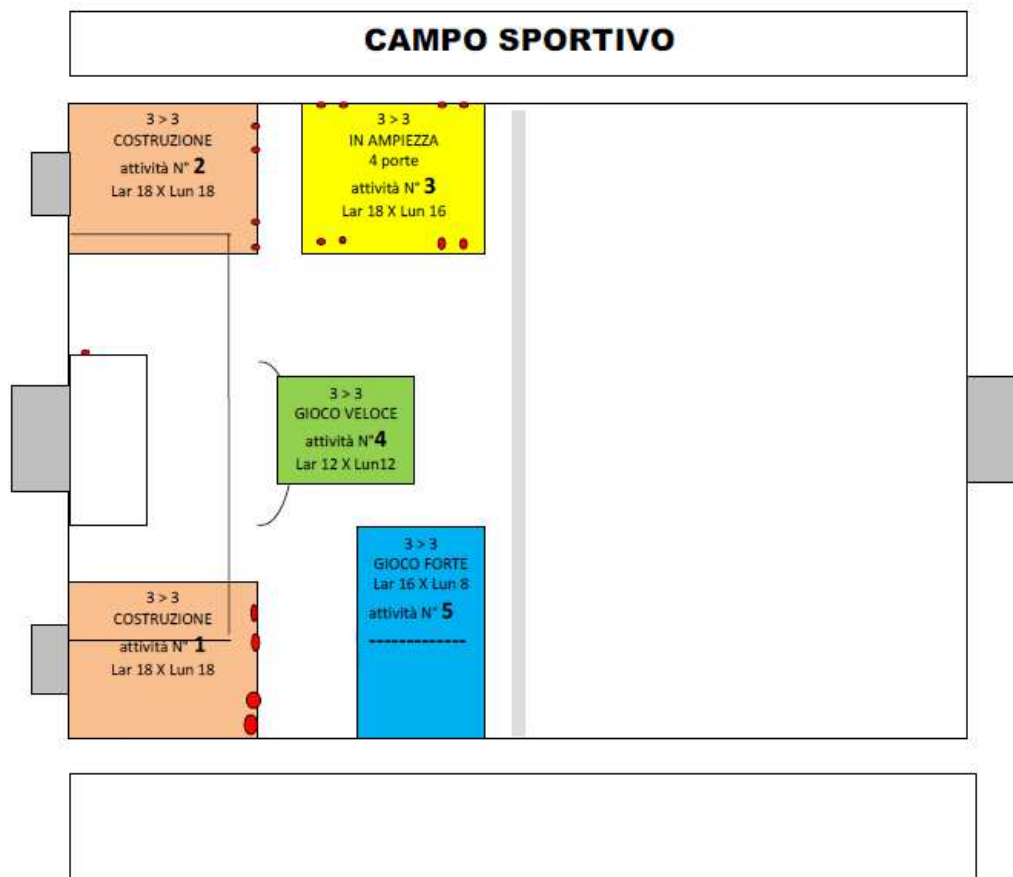 CAMPO SPORTIVO
3 > 3
COSTRUZIONE
attività N° 2
Lar 18 X Lun 18
3 > 3
IN AMPIEZZA
4 porte
attività N° 3
Lar 18 X Lun 16
3 > 3
GIOCO VELOCE
attività N°4
Lar 12 X Lun12
3 > 3
COSTRUZIONE
attività N° 1
Lar 18 X Lun 18
3 > 3
GIOCO FORTE
Lar 16 X Lun 8
attività N° 5
-------------